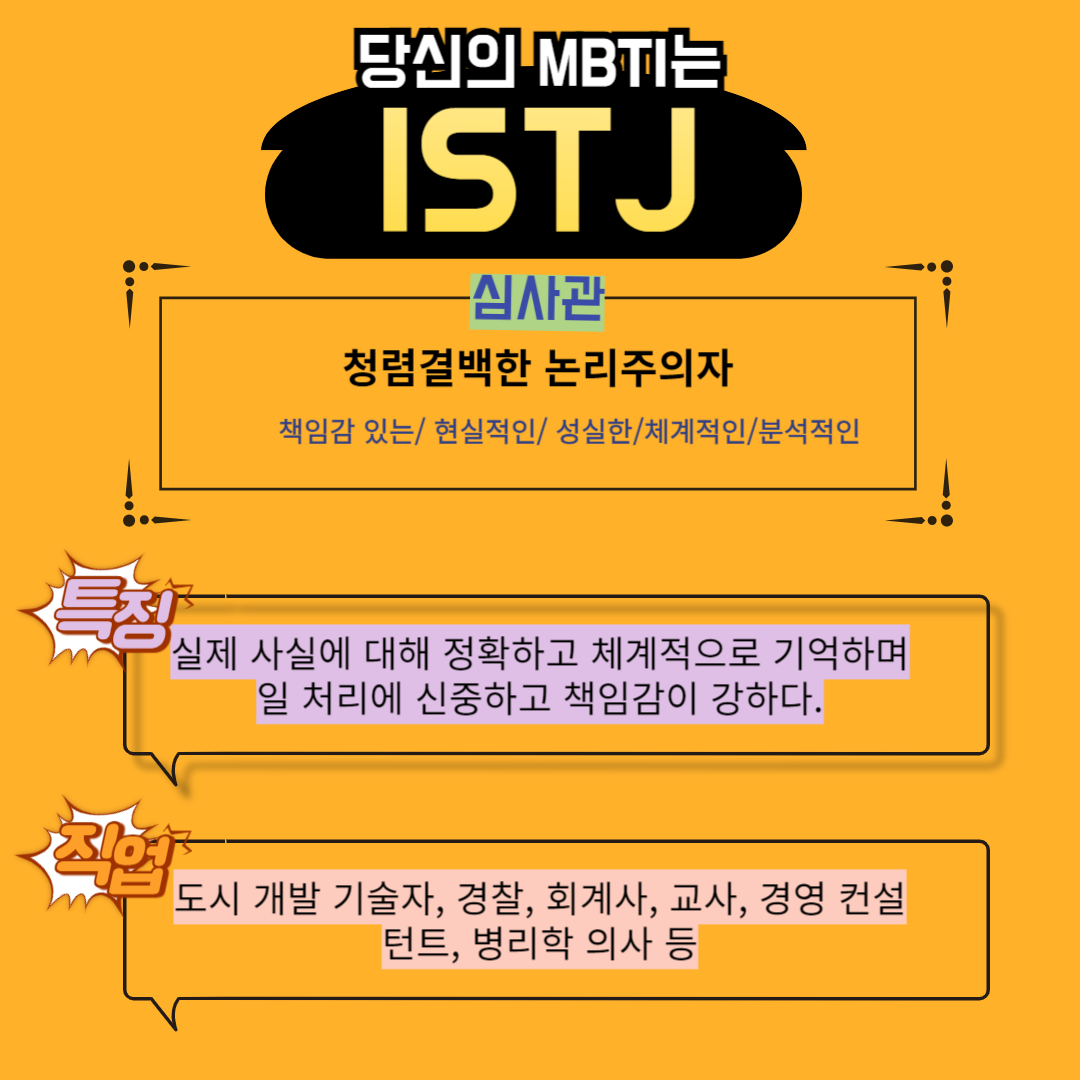 당신의 MBTI는
ISTJ
심사관
청렴결백한 논리주의자
책임감 있는/ 현실적인/ 성실한/체계적인/분석적인
특징
실제 사실에 대해 정확하고 체계적으로 기억하며
일 처리에 신중하고 책임감이 강하다.
직업
도시 개발 기술자, 경찰, 회계사, 교사, 경영 컨설
턴트, 병리학 의사 등